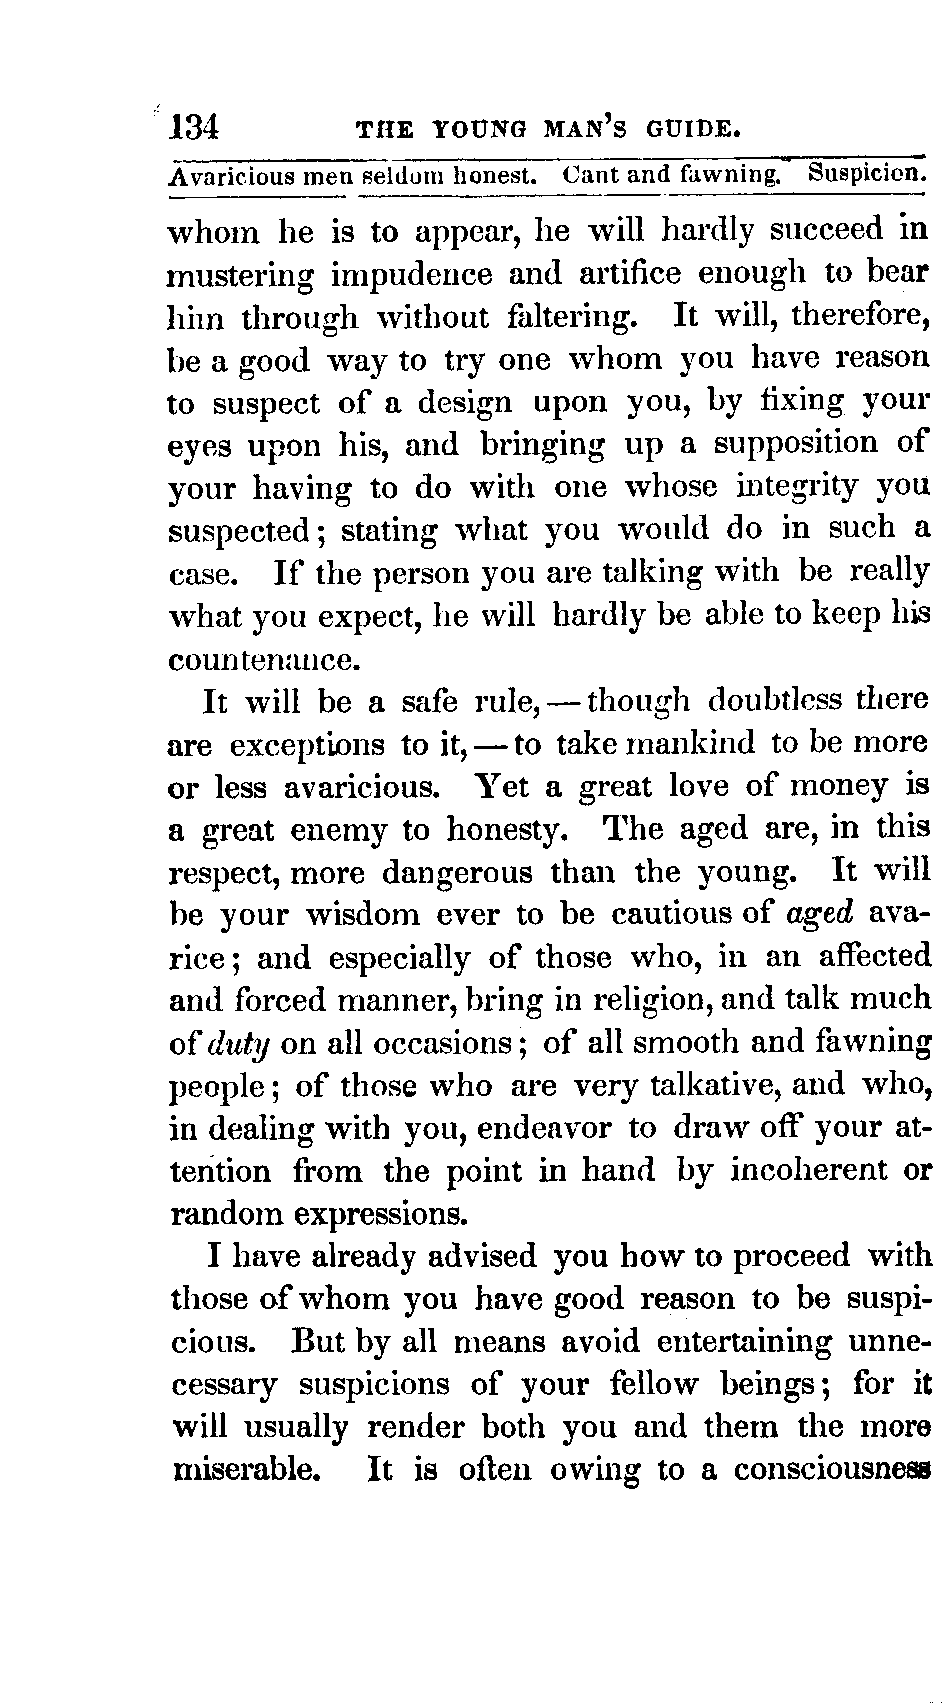 134 THE YOUNG MAN'S GUIDE.
Avaricious men seldom honest. Cant and fawning. Suspicion.
whom he is to appear, he will hardly succeed in
mustering impudence and artifice enough to bear
him through without faltering. It will, therefore,
be a good way to try one whom you have reason
to suspect of a design upon you, by fixing your
eyes upon his, and bringing up a supposition of
your having to do with one whose integrity you
suspected; stating what you would do in such a
case. If the person you are talking with be really
what you expect, he will hardly be able to keep his
countenance.
It will be a safe rule,—though doubtless there
are exceptions to it,—to take mankind to be more
or less avaricious. Yet a great love of money is
a great enemy to honesty. The aged are, in this
respect, more dangerous than the young. It will
be your wisdom ever to be cautious of aged ava-
rice; and especially of those who, in an affected
and forced manner, bring in religion, and talk much
of duty on all occasions; of all smooth and fawning
people; of those who are very talkative, and who,
in dealing with you, endeavor to draw off your at-
tention from the point in hand by incoherent or
random expressions.
I have already advised you how to proceed with
those of whom you have good reason to be suspi-
cious. But by all means avoid entertaining unne-
cessary suspicions of your fellow beings; for it
will usually render both you and them the more
miserable. It is often owing to a consciousness